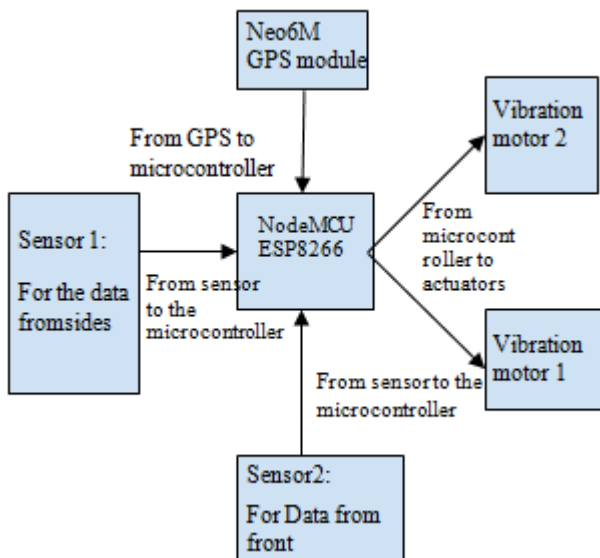 Neo6M
GPS module
Vibration
motor 2
From GPS to
microcontroller
Sensor 1:
For the data
fromsides
NodeMCU
ESP8266
From
microcont
roller to
actuators
From sensor
to the
microcontroller
Vibration
motor 1
From sensor to the
microcontroller
Sensor2:
For Data from
front